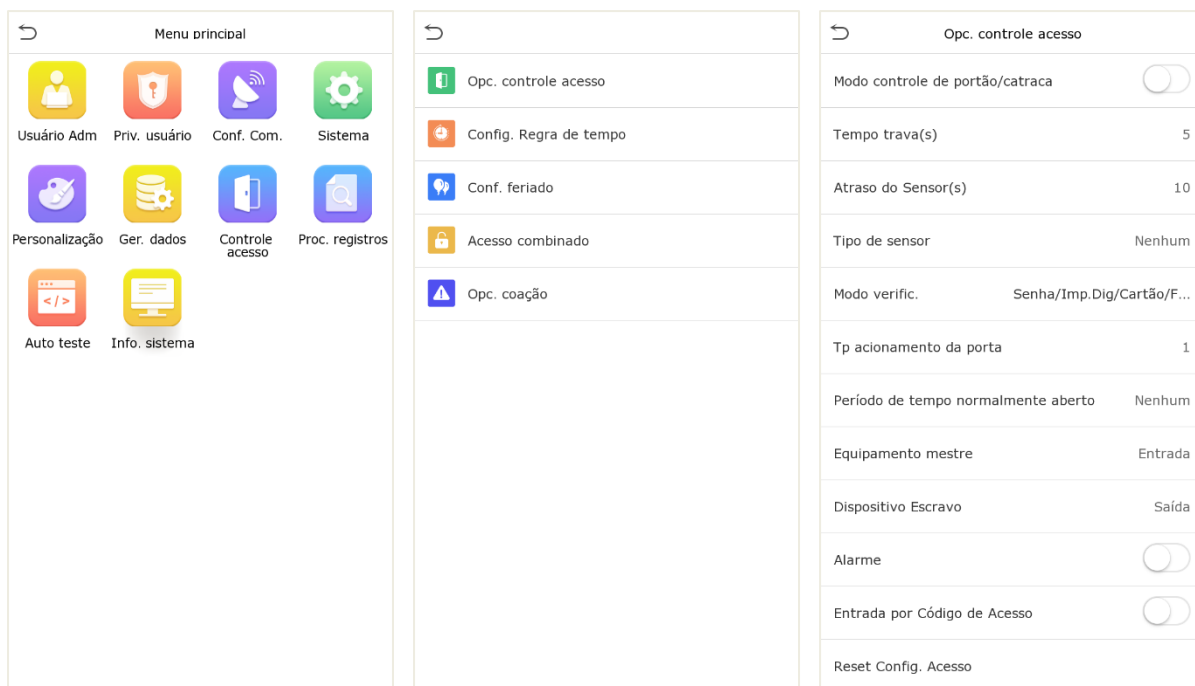 Menu principal
Usuário Adm
Priv. usuário
Conf. Com.
Sistema
Personalização
Ger. dados
Controle
acesso
Proc. registros
</>
Auto teste
Info. sistema
Opc. controle acesso
Config. Regra de tempo
Conf. feriado
Acesso combinado
Opc. coação
Opc. controle acesso
Modo controle de portão/catraca
Tempo trava(s) 5
Atraso do Sensor(s) 10
Tipo de sensor Nenhum
Modo verific. Senha/Imp.Dig/Cartão/F...
Tp acionamento da porta 1
Período de tempo normalmente aberto Nenhum
Equipamento mestre Entrada
Dispositivo Escravo Saída
Alarme
Entrada por Código de Acesso
Reset Config. Acesso